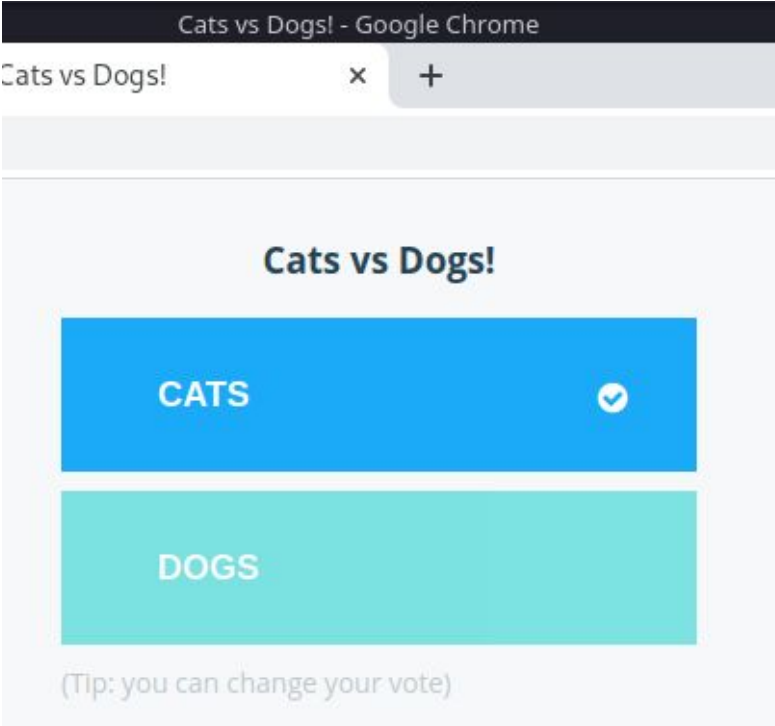 Cats vs Dogs! - Google Chrome
Cats vs Dogs!
Cats vs Dogs!
CATS
DOGS
(Tip: you can change your vote)